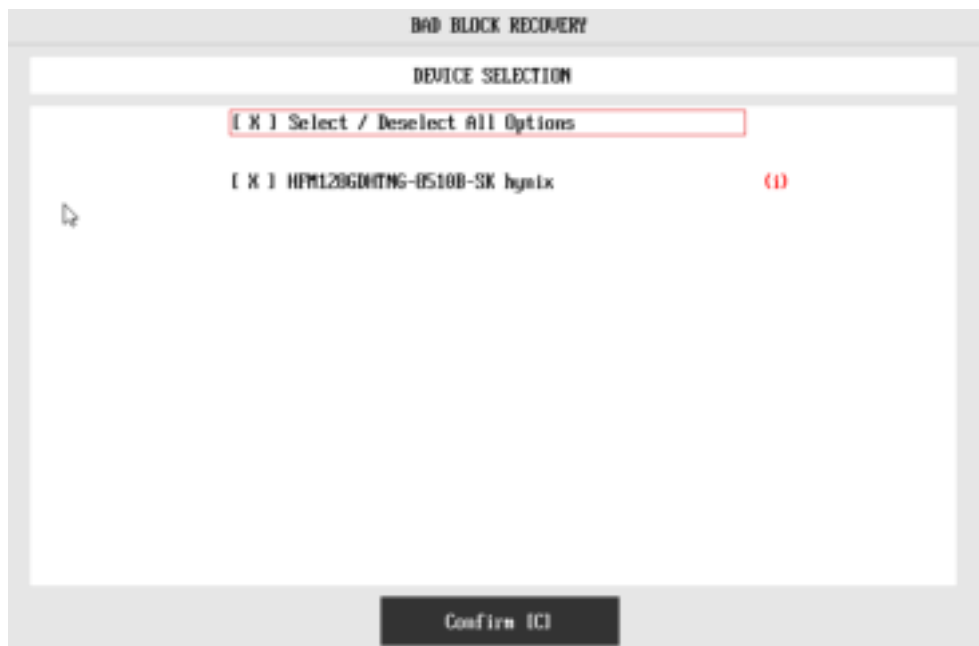 BAD BLOCK RECOVERY
DEVICE SELECTION
[ X ] Select / Deselect All Options
[ X ] HFM128GDHTNG-8510B-SK hynix (i)
Confirm [C]